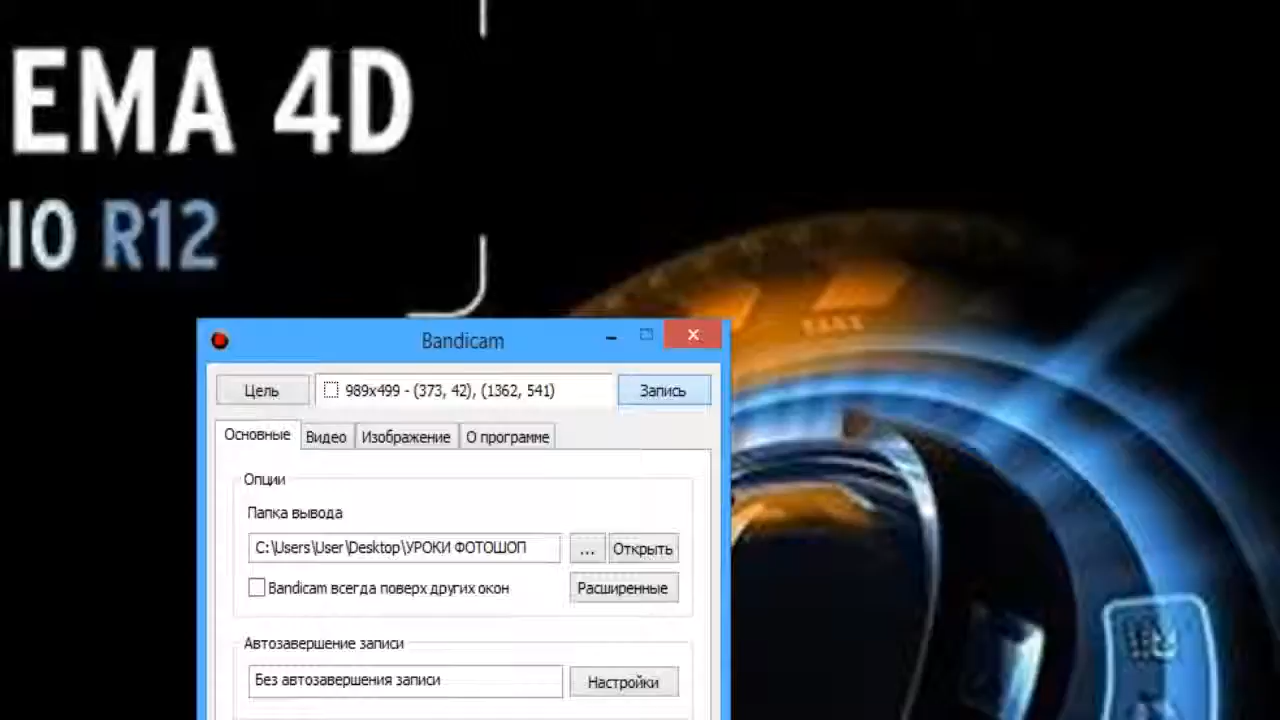 EMA 4D
DIO R12
Bandicam
Цель
989x499 - (373, 42), (1362, 541)
Запись
Основные
Видео
Изображение
О программе
Опции
Папка вывода
C:\Users\User\Desktop\УРОКИ ФОТОШОП
...
Открыть
Bandicam всегда поверх других окон
Расширенные
Автозавершение записи
Без автозавершения записи
Настройки